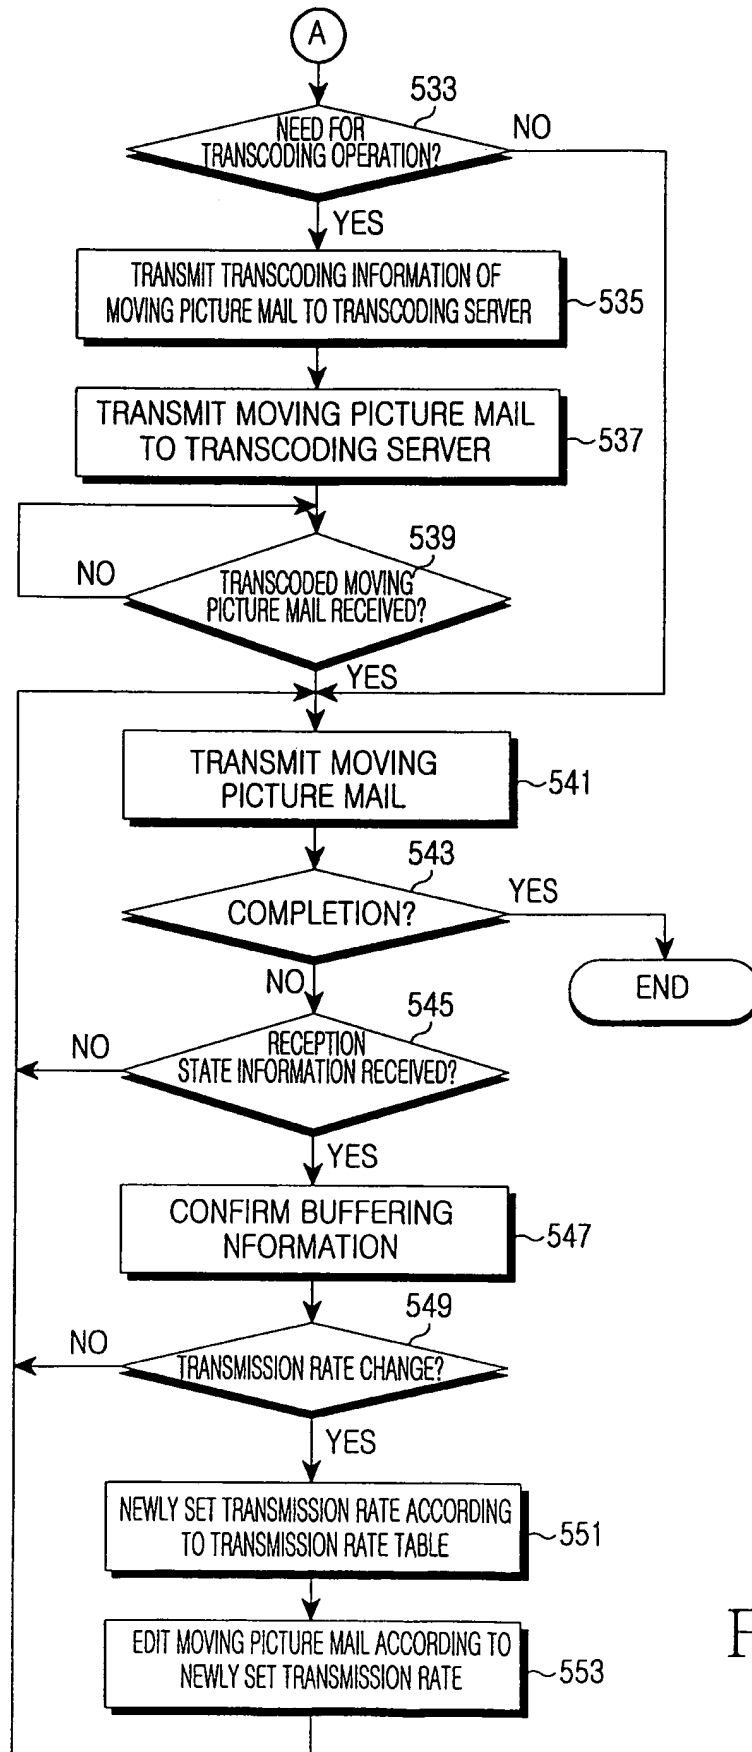 A
533
NEED FOR
TRANSCODING OPERATION?
NO
YES
TRANSMIT TRANSCODING INFORMATION OF
MOVING PICTURE MAIL TO TRANSCODING SERVER
535
TRANSMIT MOVING PICTURE MAIL
TO TRANSCODING SERVER
537
539
NO
TRANSCODED MOVING
PICTURE MAIL RECEIVED?
YES
TRANSMIT MOVING
PICTURE MAIL
541
543
COMPLETION?
YES
NO
END
545
NO
RECEPTION
STATE INFORMATION RECEIVED?
YES
CONFIRM BUFFERING
NFORMATION
547
549
NO
TRANSMISSION RATE CHANGE?
YES
NEWLY SET TRANSMISSION RATE ACCORDING
TO TRANSMISSION RATE TABLE
551
EDIT MOVING PICTURE MAIL ACCORDING TO
NEWLY SET TRANSMISSION RATE
553
F